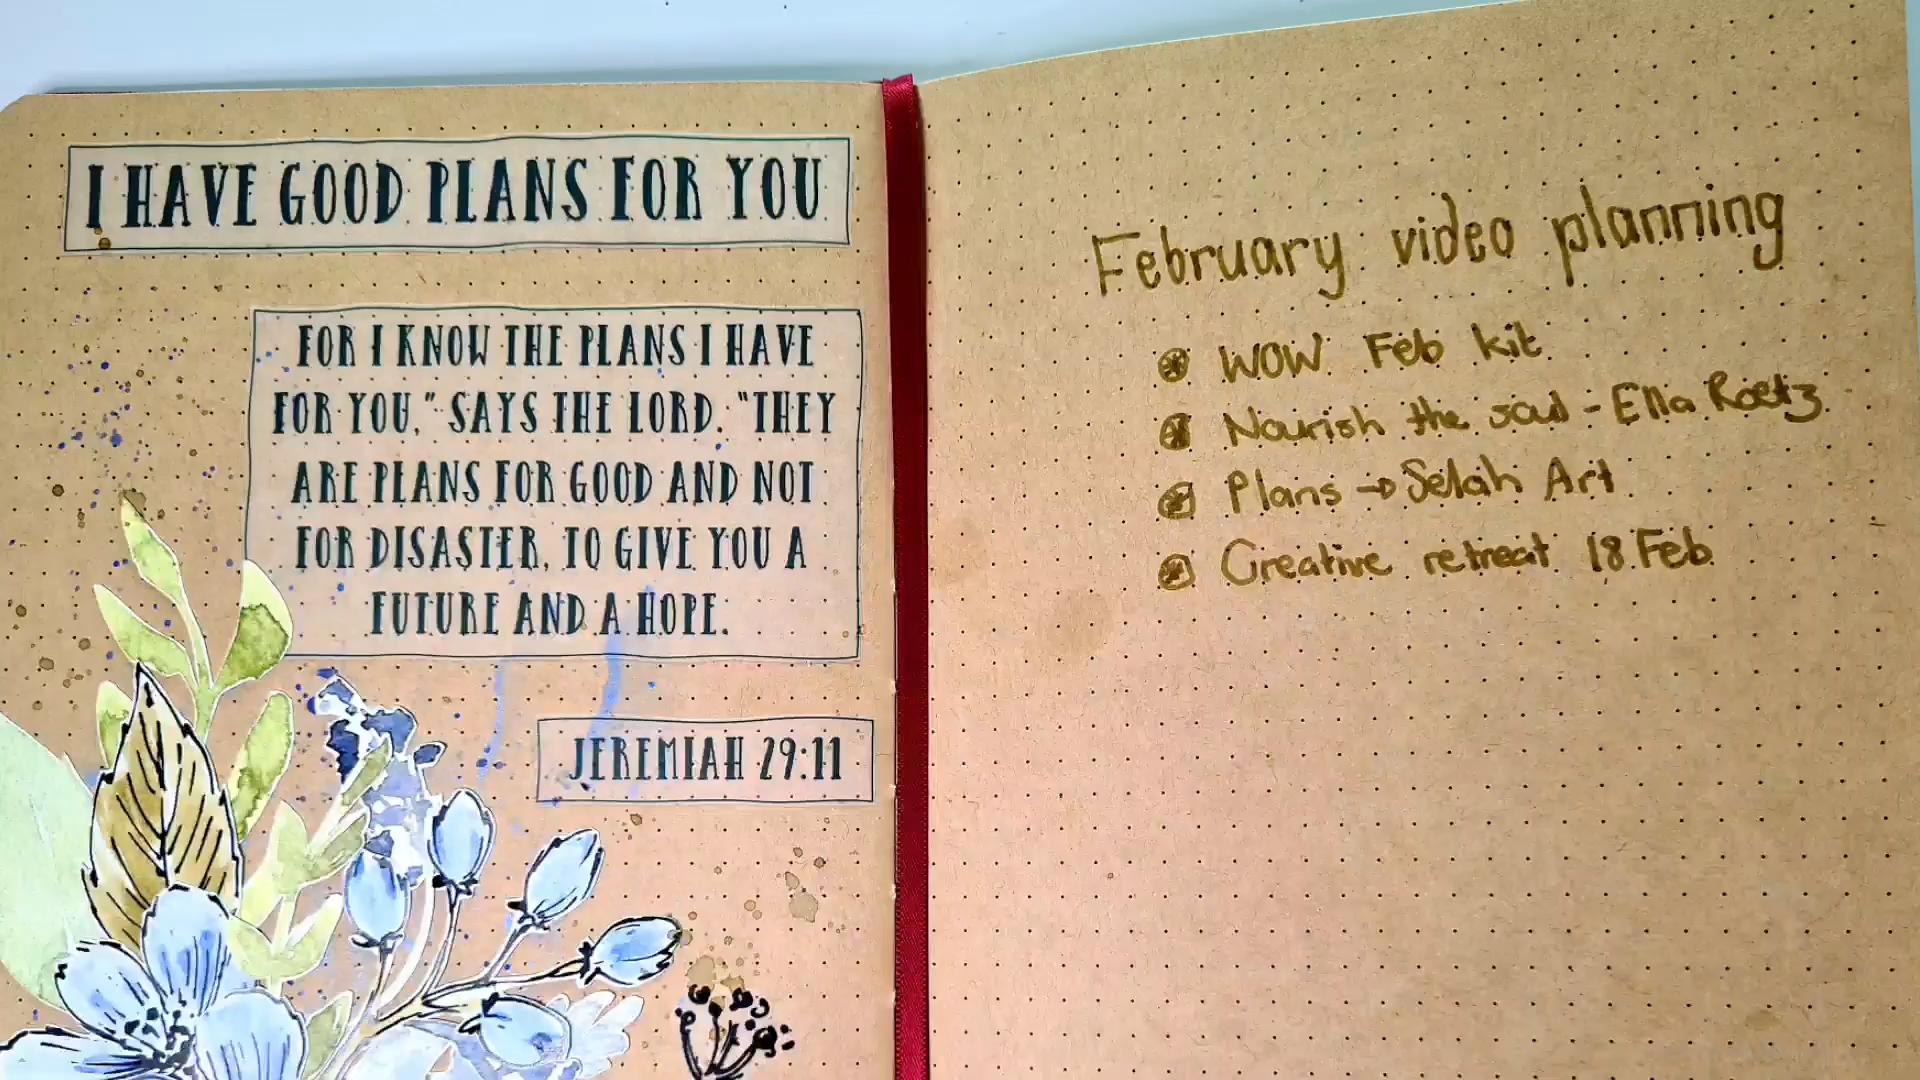 I HAVE GOOD PLANS FOR YOU
FOR I KNOW THE PLANS I HAVE
FOR YOU," SAYS THE LORD. "THEY
ARE PLANS FOR GOOD AND NOT
FOR DISASTER, TO GIVE YOU A
FUTURE AND A HOPE.
JEREMIAH 29:11
February video planning
WOW Feb kit
Nourish the soul - Ella Roetz
Plans → Selah Art
Creative retreat 18 Feb